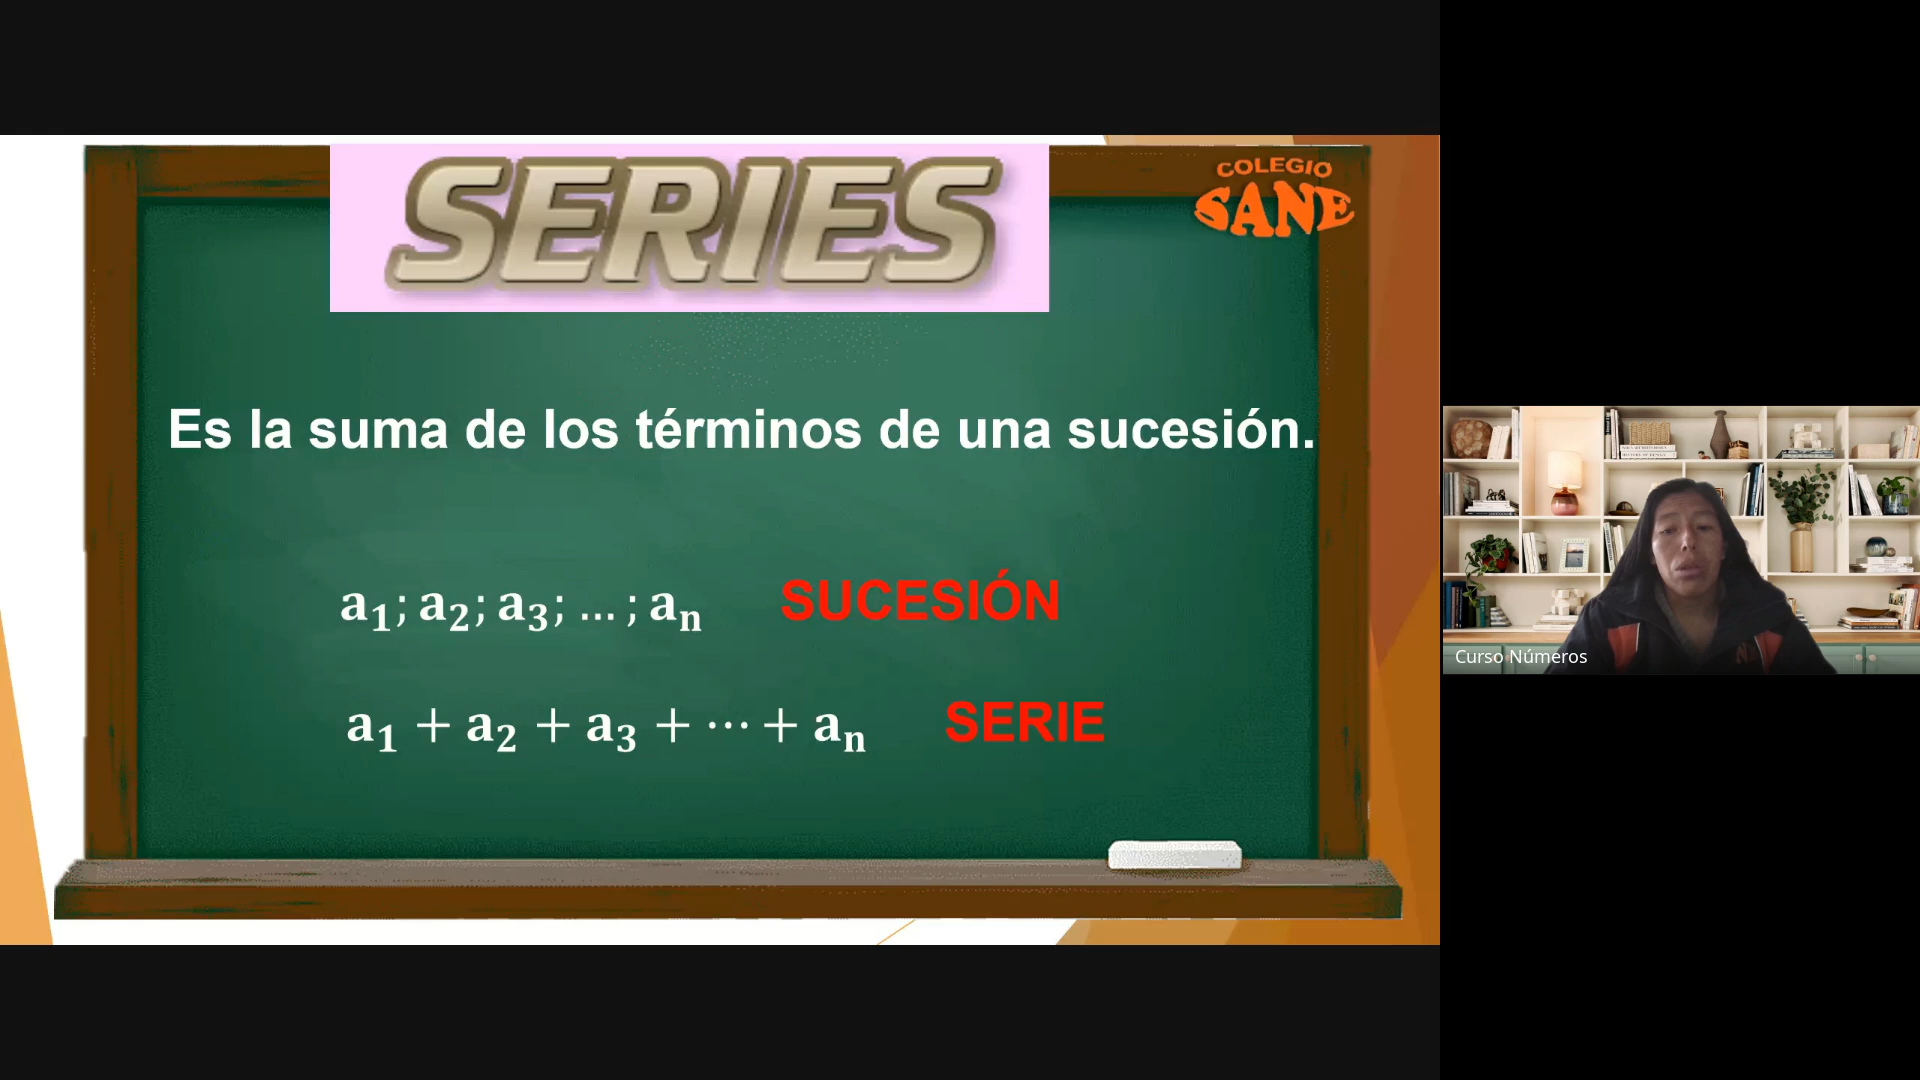 SERIES
COLEGIO
SANE
Es la suma de los términos de una sucesión.
a₁; a₂; a₃; … ; aₙ SUCESIÓN
a₁ + a₂ + a₃ + ⋯ + aₙ SERIE
Curso Números